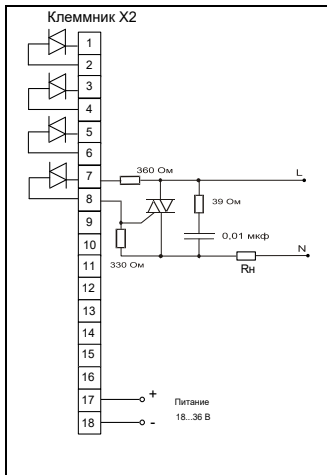 Клеммник X2
1
2
3
4
5
6
7
8
9
10
11
12
13
14
15
16
17
18
360 Ом
L
39 Ом
0,01 мкф
N
330 Ом
Rн
+
Питание
18...36 В
-